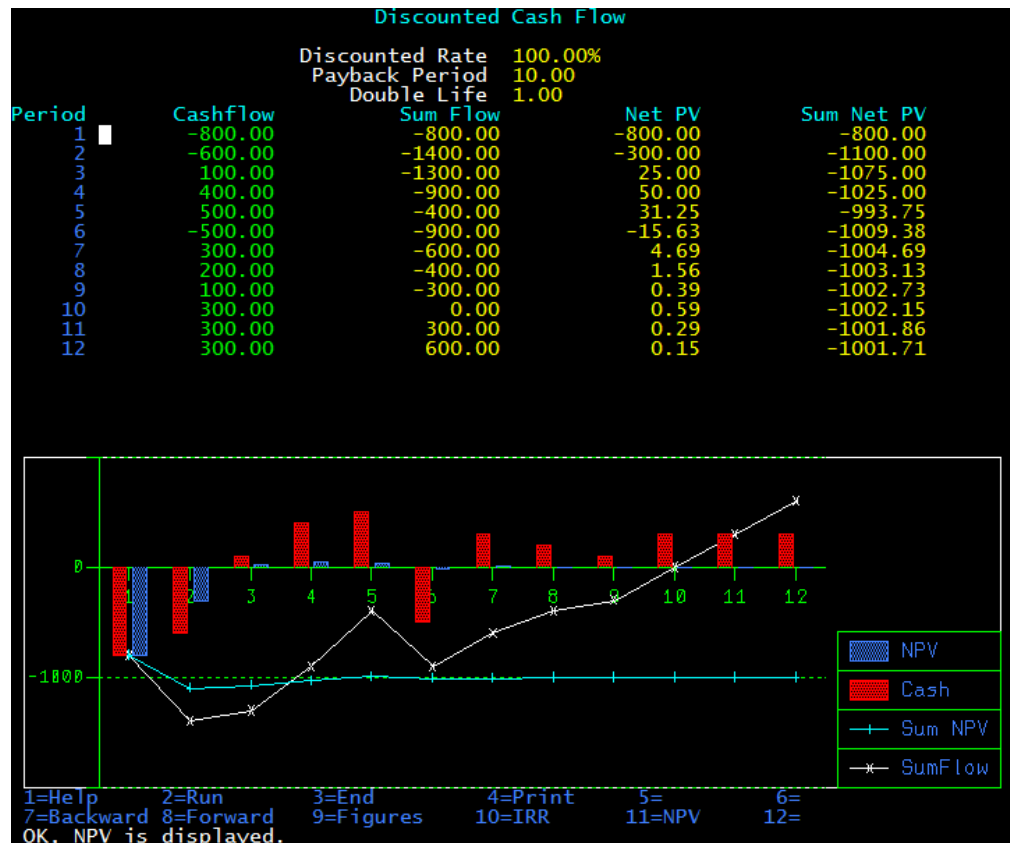 Discounted Cash Flow
Discounted Rate 100.00%
Payback Period 10.00
Double Life 1.00
Period Cashflow Sum Flow Net PV Sum Net PV
1 -800.00 -800.00 -800.00 -800.00
2 -600.00 -1400.00 -300.00 -1100.00
3 100.00 -1300.00 25.00 -1075.00
4 400.00 -900.00 50.00 -1025.00
5 500.00 -400.00 31.25 -993.75
6 -500.00 -900.00 -15.63 -1009.38
7 300.00 -600.00 4.69 -1004.69
8 200.00 -400.00 1.56 -1003.13
9 100.00 -300.00 0.39 -1002.73
10 300.00 0.00 0.59 -1002.15
11 300.00 300.00 0.29 -1001.86
12 300.00 600.00 0.15 -1001.71
0
1 2 3 4 5 6 7 8 9 10 11 12
-1000
NPV
Cash
Sum NPV
SumFlow
1=Help 2=Run 3=End 4=Print 5= 6=
7=Backward 8=Forward 9=Figures 10=IRR 11=NPV 12=
OK. NPV is displayed.